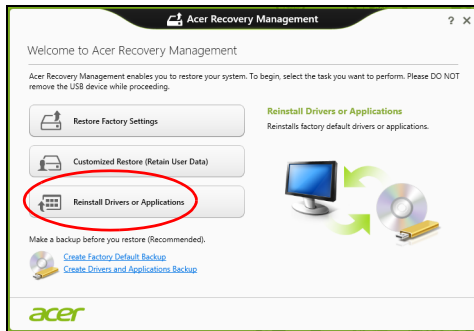 Acer Recovery Management
? X
Welcome to Acer Recovery Management
Acer Recovery Management enables you to restore your system. To begin, select the task you want to perform. Please DO NOT
remove the USB device while proceeding.
Restore Factory Settings
Customized Restore (Retain User Data)
Reinstall Drivers or Applications
Reinstall Drivers or Applications
Reinstalls factory default drivers or applications.
Make a backup before you restore (Recommended).
Create Factory Default Backup
Create Drivers and Applications Backup
acer